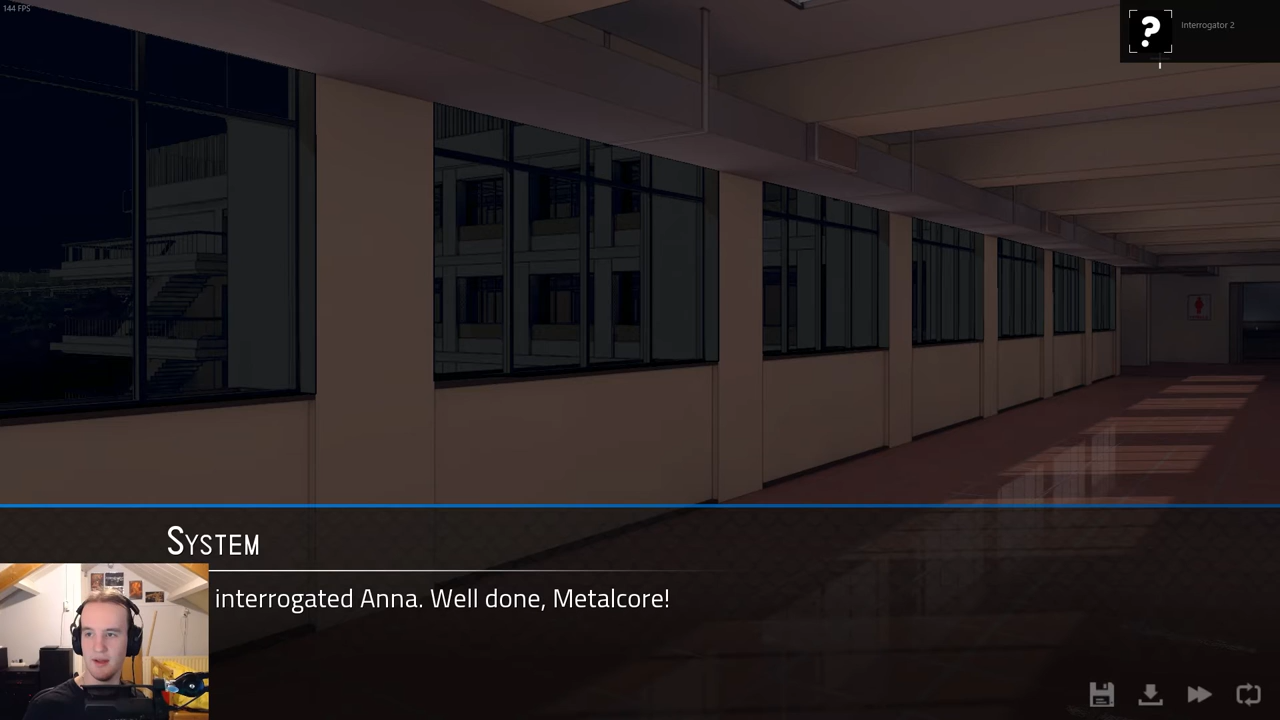 144 FPS
Interrogator 2
System
interrogated Anna. Well done, Metalcore!